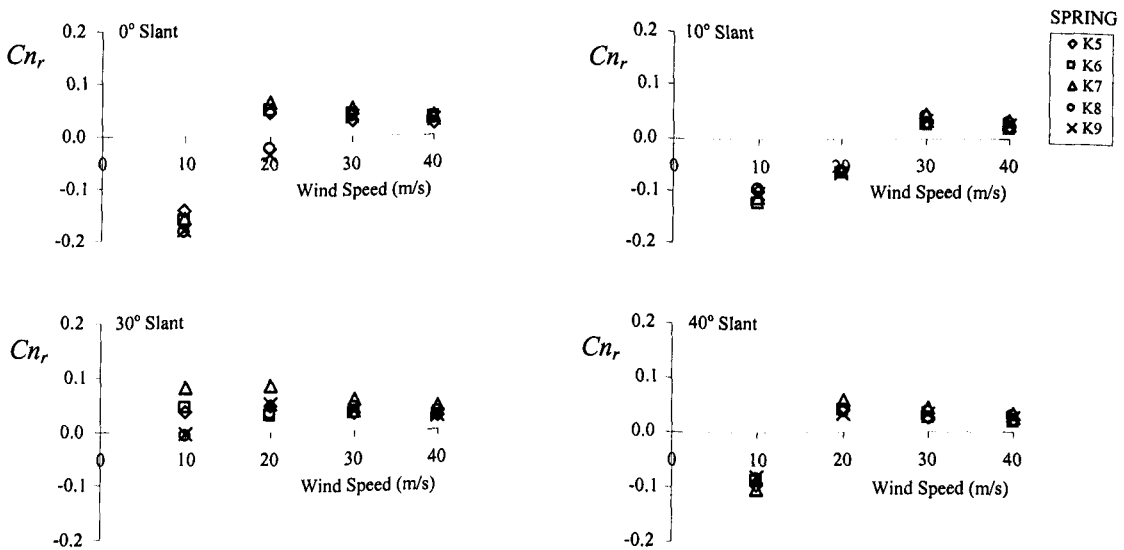 0° Slant
Cn_r
0.2
0.1
0.0
-0.1
-0.2
0 10 20 30 40
Wind Speed (m/s)
10° Slant
Cn_r
0.2
0.1
0.0
-0.1
-0.2
0 10 20 30 40
Wind Speed (m/s)
SPRING
K5
K6
K7
K8
K9
30° Slant
Cn_r
0.2
0.1
0.0
-0.1
-0.2
0 10 20 30 40
Wind Speed (m/s)
40° Slant
Cn_r
0.2
0.1
0.0
-0.1
-0.2
0 10 20 30 40
Wind Speed (m/s)